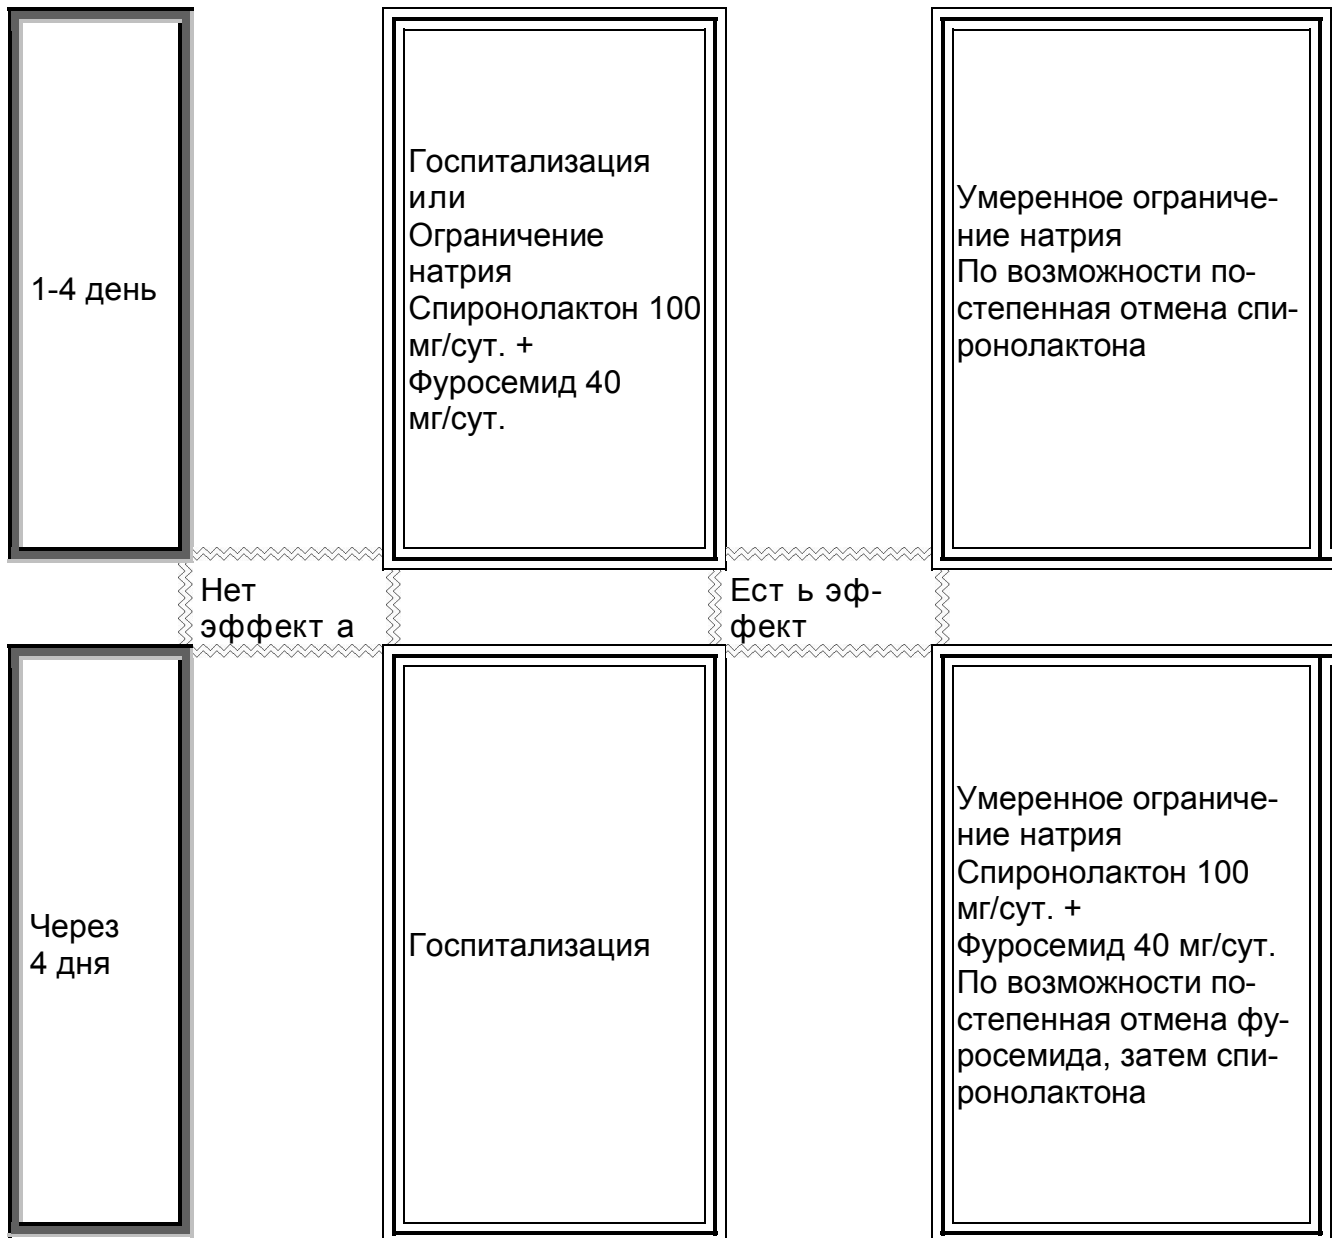 1-4 день
Госпитализация
или
Ограничение
натрия
Спиронолактон 100
мг/сут. +
Фуросемид 40
мг/сут.
Умеренное ограниче-
ние натрия
По возможности по-
степенная отмена спи-
ронолактона
Нет
эффект а
Ест ь эф-
фект
Через
4 дня
Госпитализация
Умеренное ограниче-
ние натрия
Спиронолактон 100
мг/сут. +
Фуросемид 40 мг/сут.
По возможности по-
степенная отмена фу-
росемида, затем спи-
ронолактона